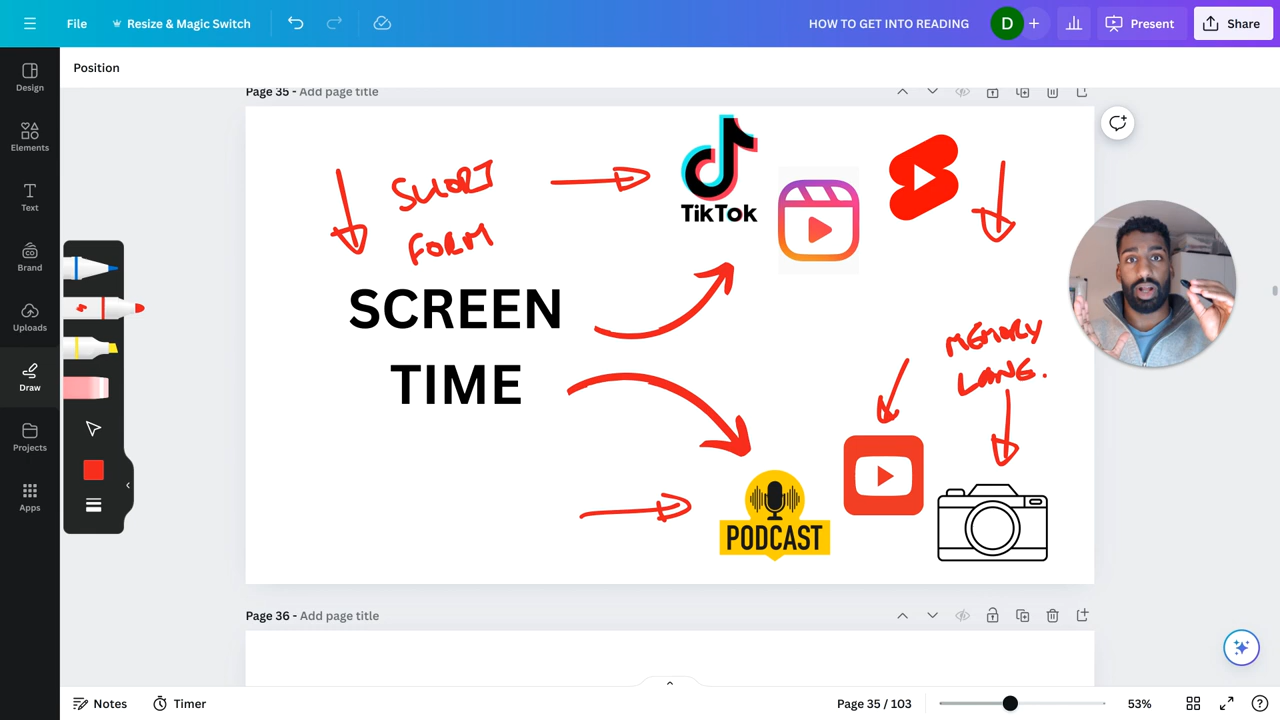 File
Resize & Magic Switch
HOW TO GET INTO READING
D
Present
Share
Position
Design
Elements
Text
Brand
Uploads
Draw
Projects
Apps
Page 35 - Add page title
SHORT
FORM
SCREEN
TIME
TikTok
MEMORY
LANE.
PODCAST
Page 36 - Add page title
Notes
Timer
Page 35 / 103
53%